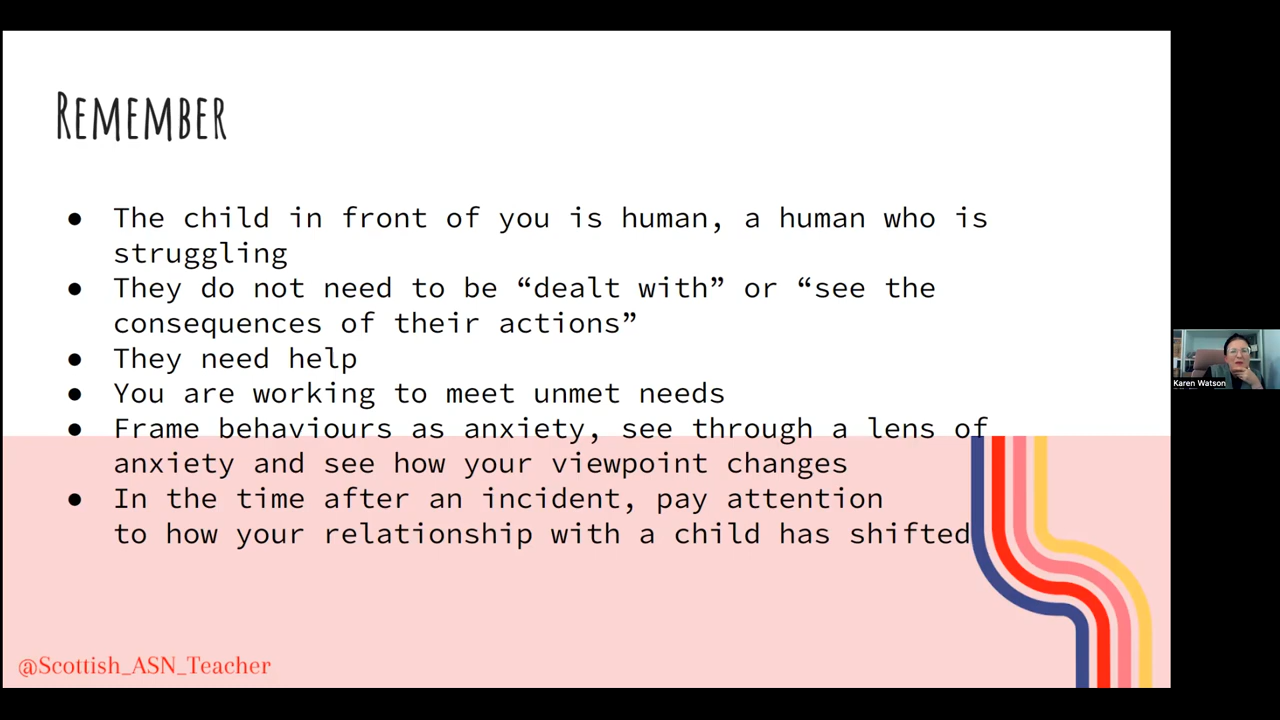 Remember
● The child in front of you is human, a human who is
struggling
● They do not need to be “dealt with” or “see the
consequences of their actions”
● They need help
● You are working to meet unmet needs
● Frame behaviours as anxiety, see through a lens of
anxiety and see how your viewpoint changes
● In the time after an incident, pay attention
to how your relationship with a child has shifted
@Scottish_ASN_Teacher
Karen Watson